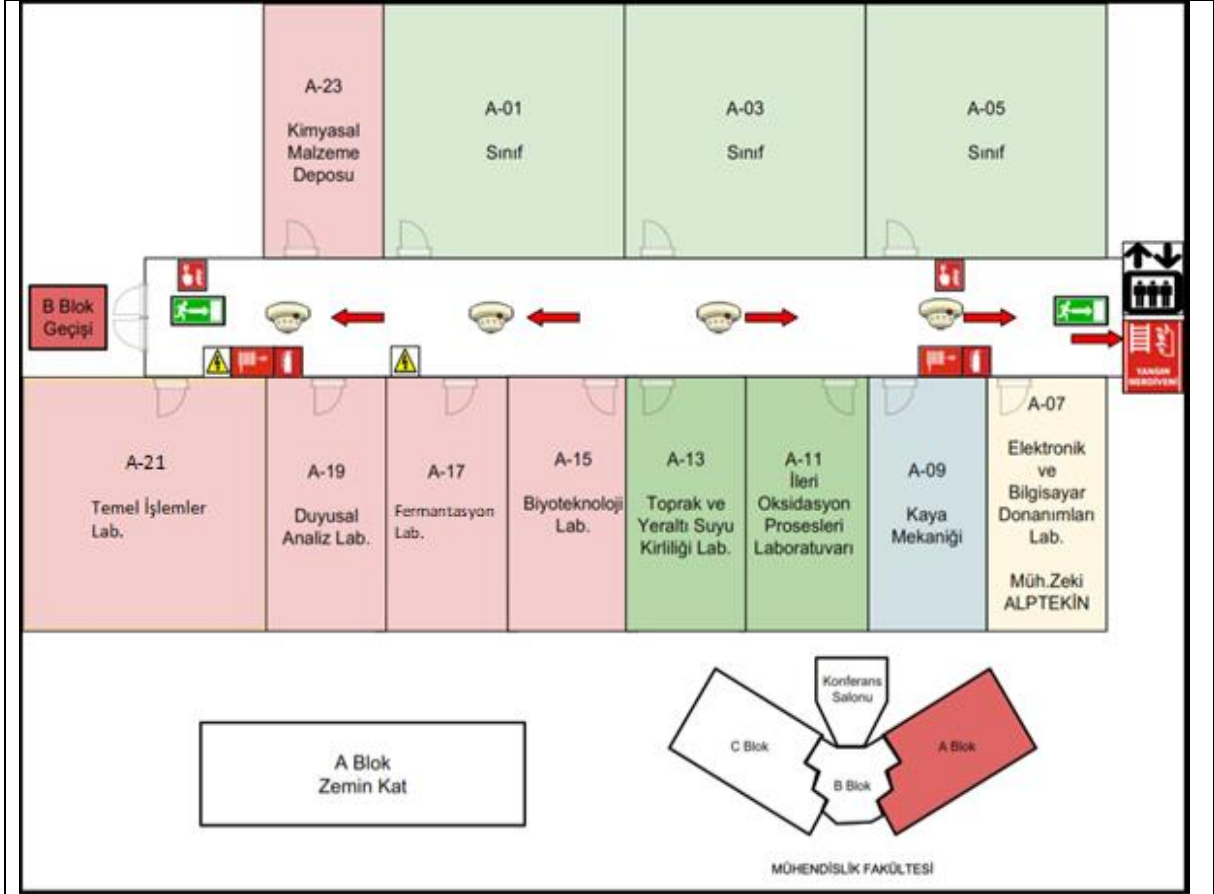 A-23
Kimyasal
Malzeme
Deposu
A-01
Sınıf
A-03
Sınıf
A-05
Sınıf
B Blok
Geçişi
YANGIN
MERDİVENİ
A-21
Temel İşlemler
Lab.
A-19
Duyusal
Analiz Lab.
A-17
Fermantasyon
Lab.
A-15
Biyoteknoloji
Lab.
A-13
Toprak ve
Yeraltı Suyu
Kirliliği Lab.
A-11
İleri
Oksidasyon
Prosesleri
Laboratuvarı
A-09
Kaya
Mekaniği
A-07
Elektronik
ve
Bilgisayar
Donanımları
Lab.
Müh.Zeki
ALPTEKİN
A Blok
Zemin Kat
Konferans
Salonu
C Blok
B Blok
A Blok
MÜHENDİSLİK FAKÜLTESİ